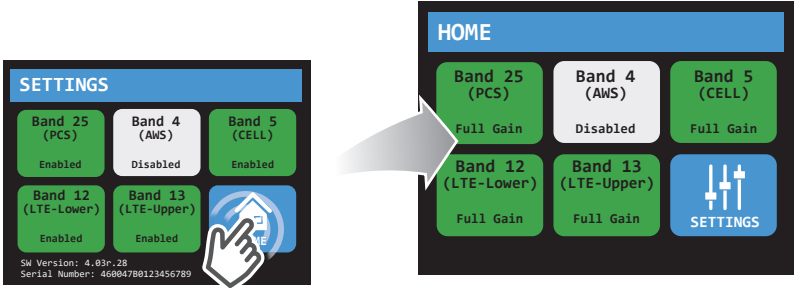 SETTINGS
Band 25
(PCS)
Enabled
Band 4
(AWS)
Disabled
Band 5
(CELL)
Enabled
Band 12
(LTE-Lower)
Enabled
Band 13
(LTE-Upper)
Enabled
SW Version: 4.03r.28
Serial Number: 460047B0123456789
HOME
Band 25
(PCS)
Full Gain
Band 4
(AWS)
Disabled
Band 5
(CELL)
Full Gain
Band 12
(LTE-Lower)
Full Gain
Band 13
(LTE-Upper)
Full Gain
SETTINGS